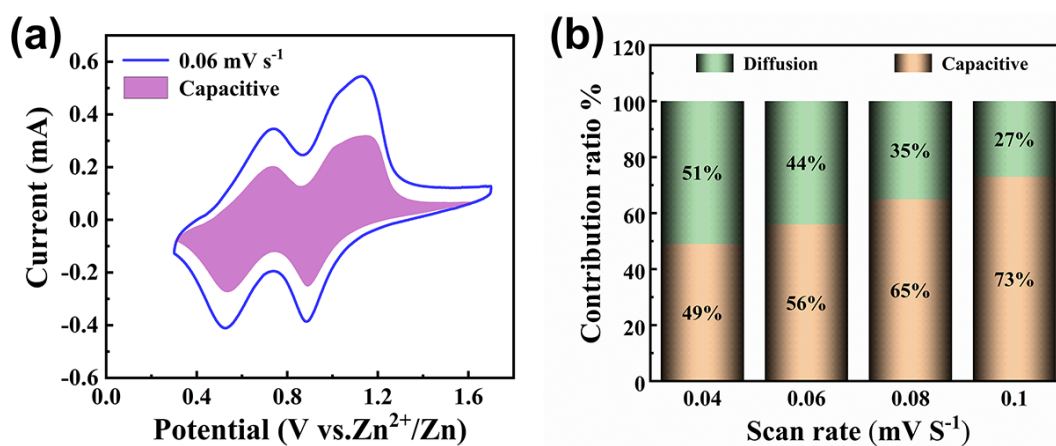 (a)
0.06 mV s⁻¹
Capacitive
Current (mA)
0.6
0.4
0.2
0.0
-0.2
-0.4
-0.6
0.0 0.4 0.8 1.2 1.6
Potential (V vs.Zn²⁺/Zn)
(b)
Contribution ratio %
120
100
80
60
40
20
0
Diffusion Capacitive
51% 44% 35% 27%
49% 56% 65% 73%
0.04 0.06 0.08 0.1
Scan rate (mV S⁻¹)